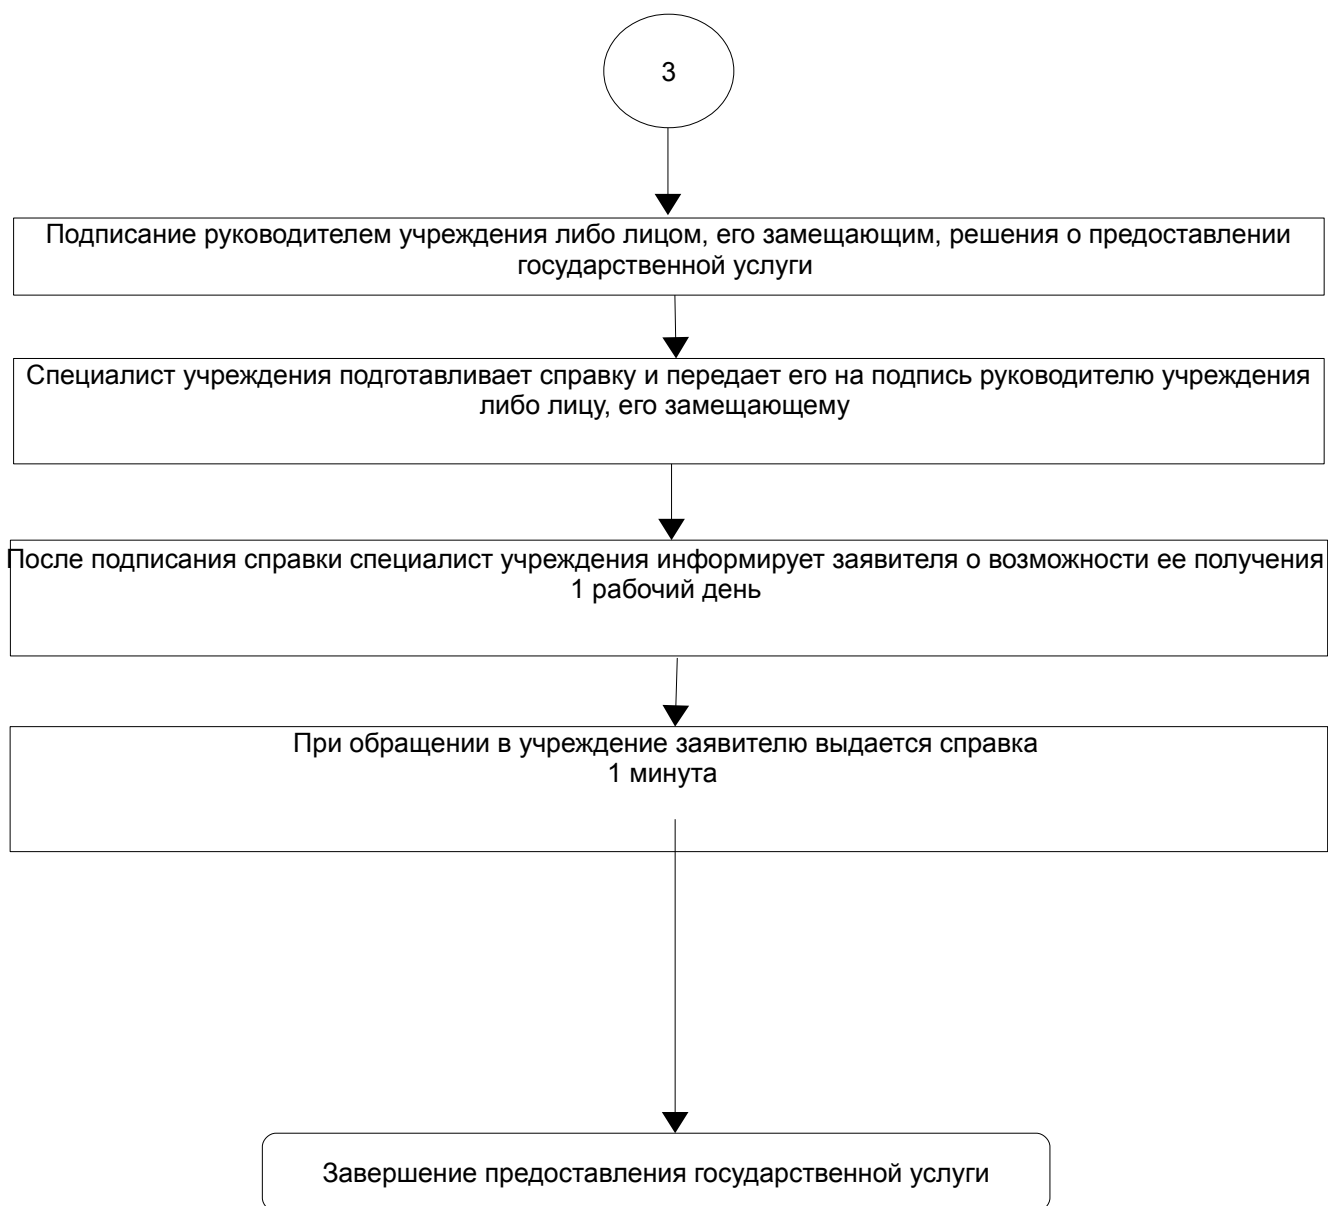 3
Подписание руководителем учреждения либо лицом, его замещающим, решения о предоставлении
государственной услуги
Специалист учреждения подготавливает справку и передает его на подпись руководителю учреждения
либо лицу, его замещающему
После подписания справки специалист учреждения информирует заявителя о возможности ее получения
1 рабочий день
При обращении в учреждение заявителю выдается справка
1 минута
Завершение предоставления государственной услуги